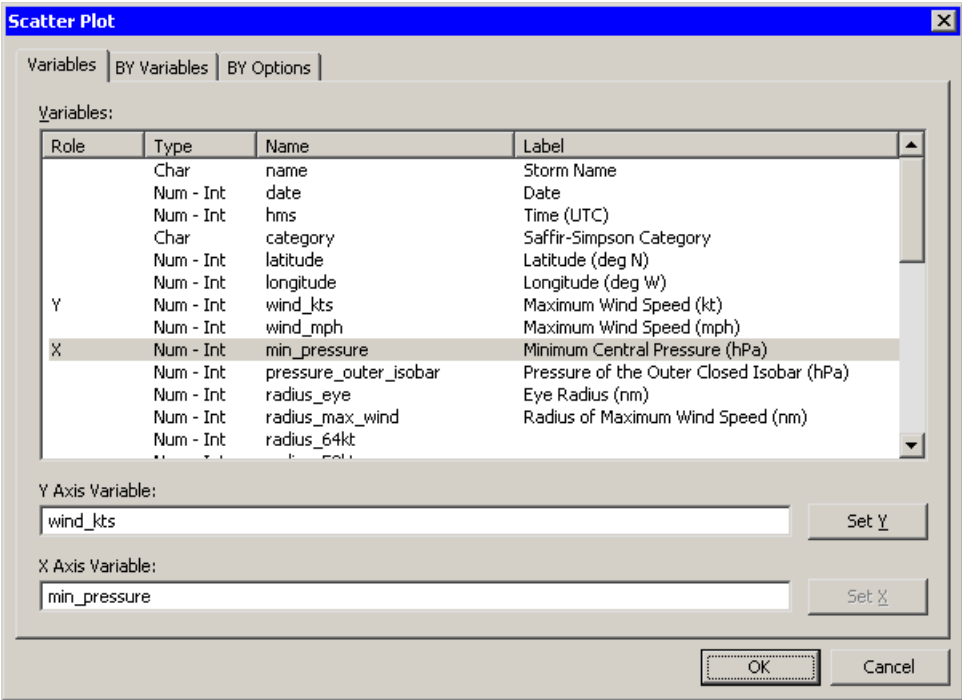 Scatter Plot
Variables BY Variables BY Options
Variables:
Role Type Name Label
Char name Storm Name
Num - Int date Date
Num - Int hms Time (UTC)
Char category Saffir-Simpson Category
Num - Int latitude Latitude (deg N)
Num - Int longitude Longitude (deg W)
Y Num - Int wind_kts Maximum Wind Speed (kt)
Num - Int wind_mph Maximum Wind Speed (mph)
X Num - Int min_pressure Minimum Central Pressure (hPa)
Num - Int pressure_outer_isobar Pressure of the Outer Closed Isobar (hPa)
Num - Int radius_eye Eye Radius (nm)
Num - Int radius_max_wind Radius of Maximum Wind Speed (nm)
Num - Int radius_64kt
Y Axis Variable:
wind_kts Set Y
X Axis Variable:
min_pressure Set X
OK Cancel